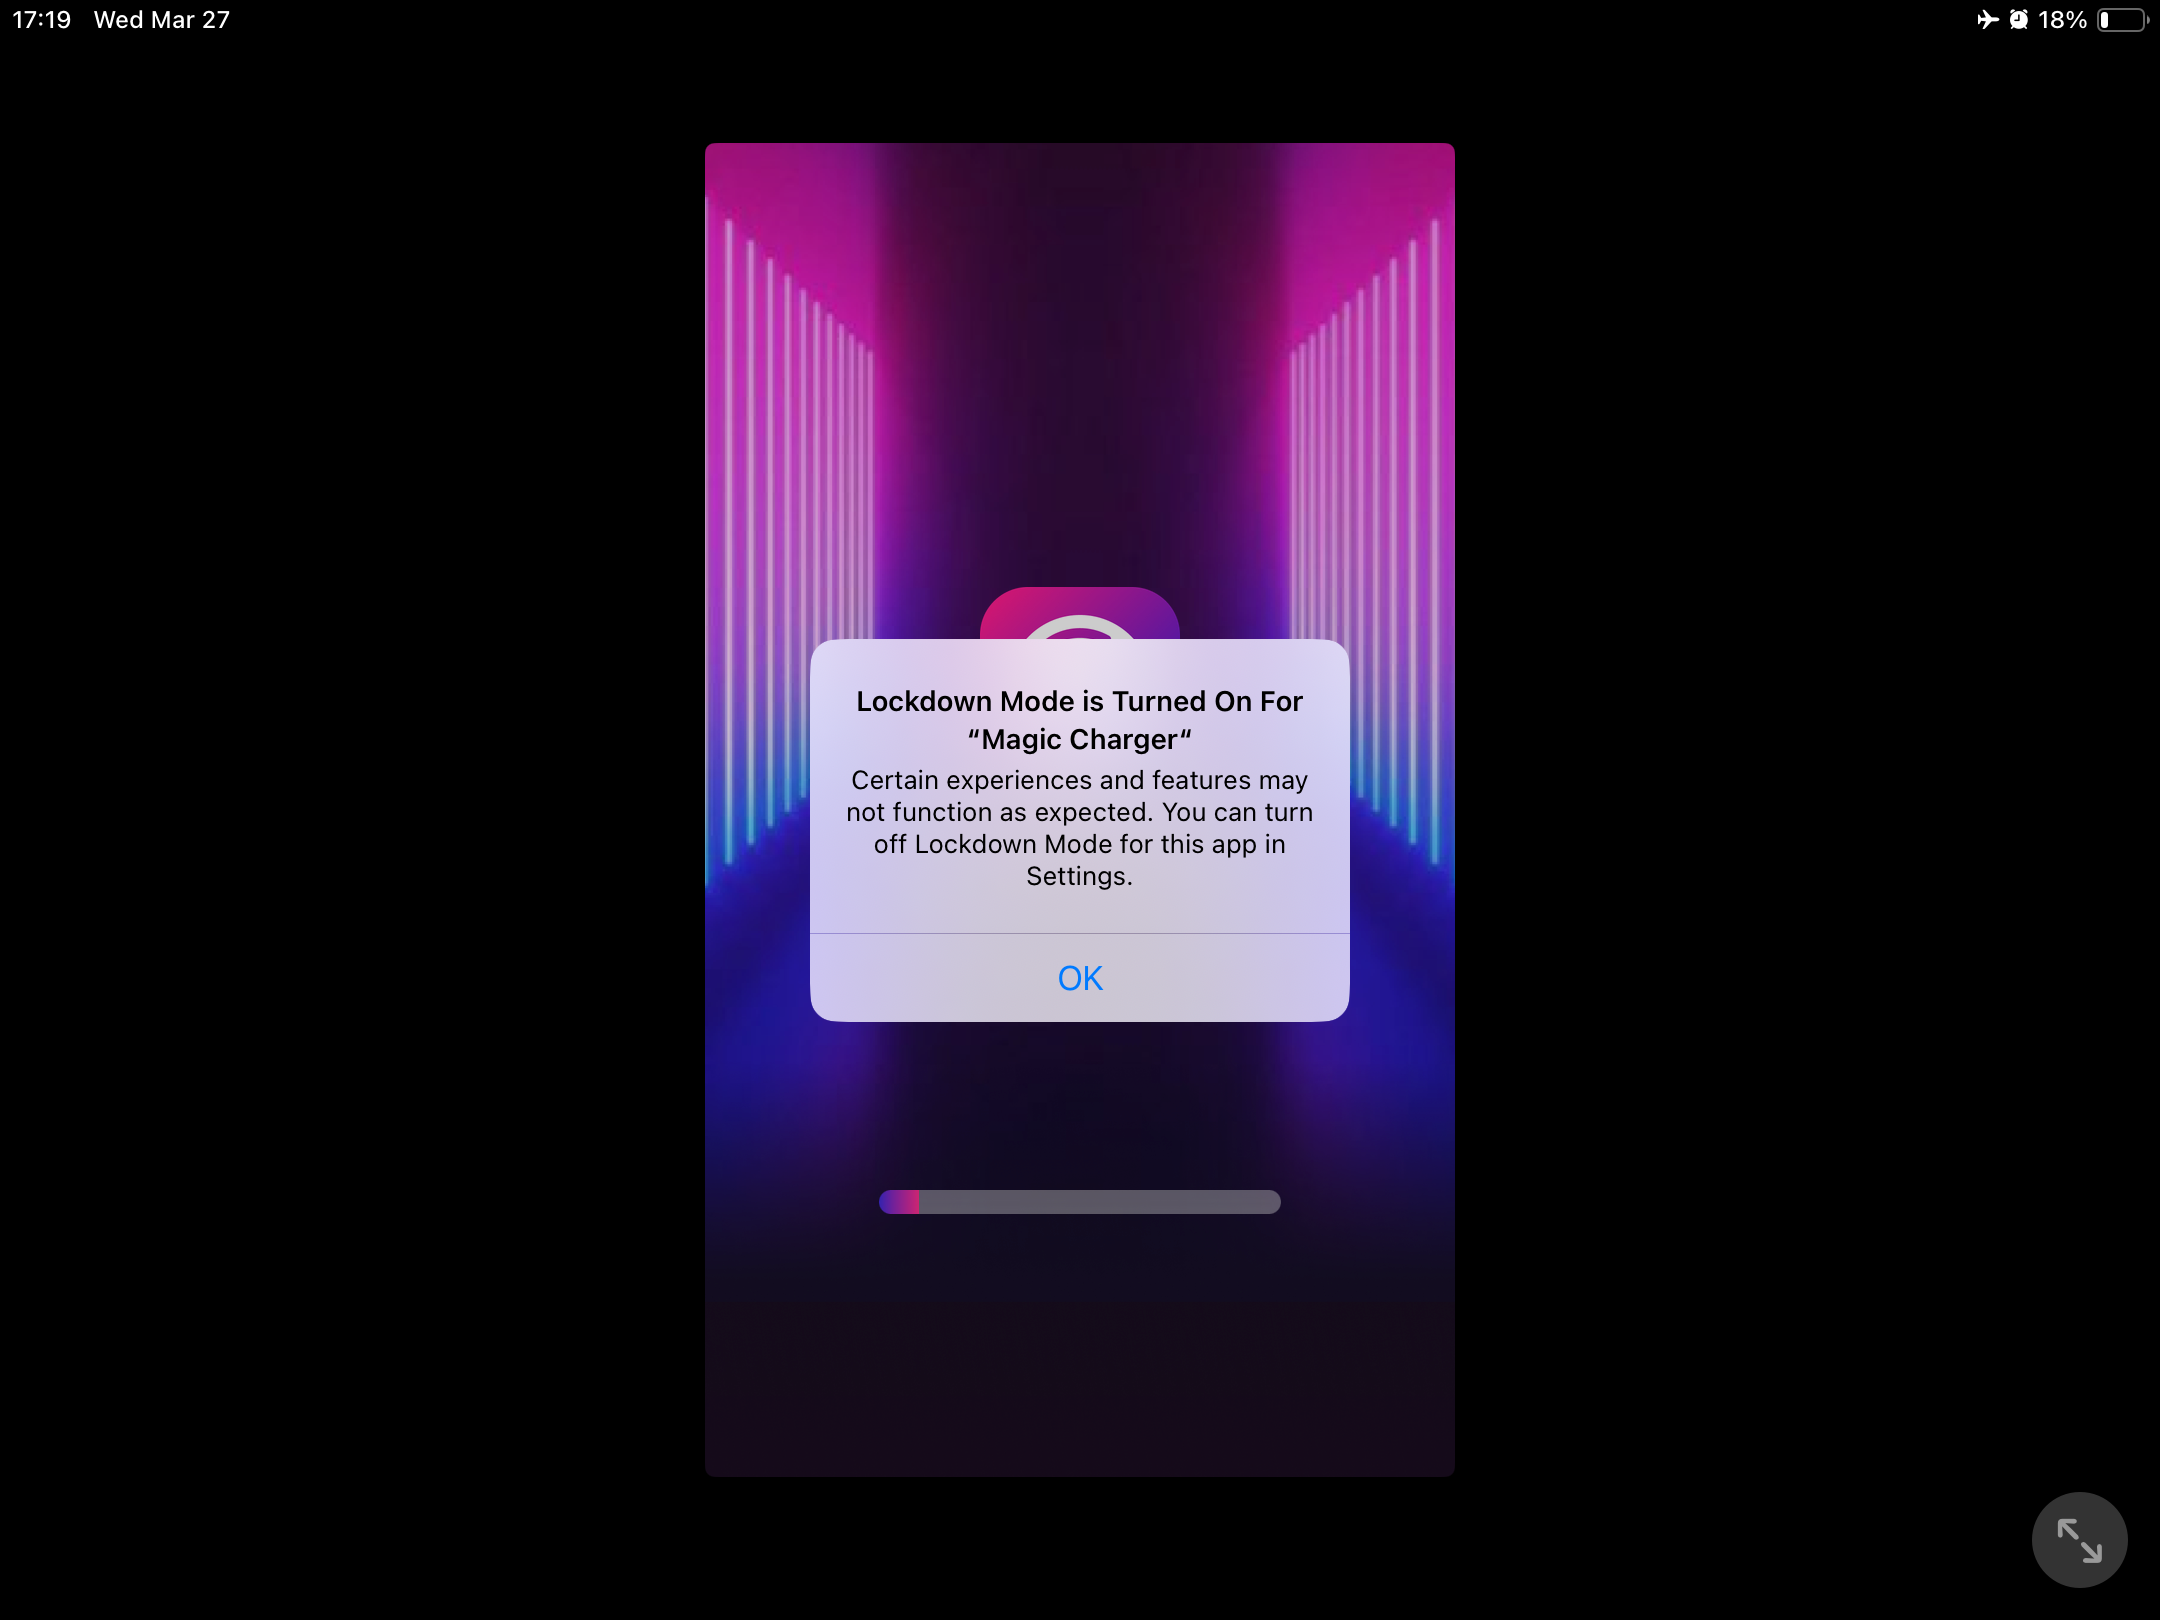 17:19 Wed Mar 27
18%
Lockdown Mode is Turned On For
“Magic Charger“
Certain experiences and features may
not function as expected. You can turn
off Lockdown Mode for this app in
Settings.
OK